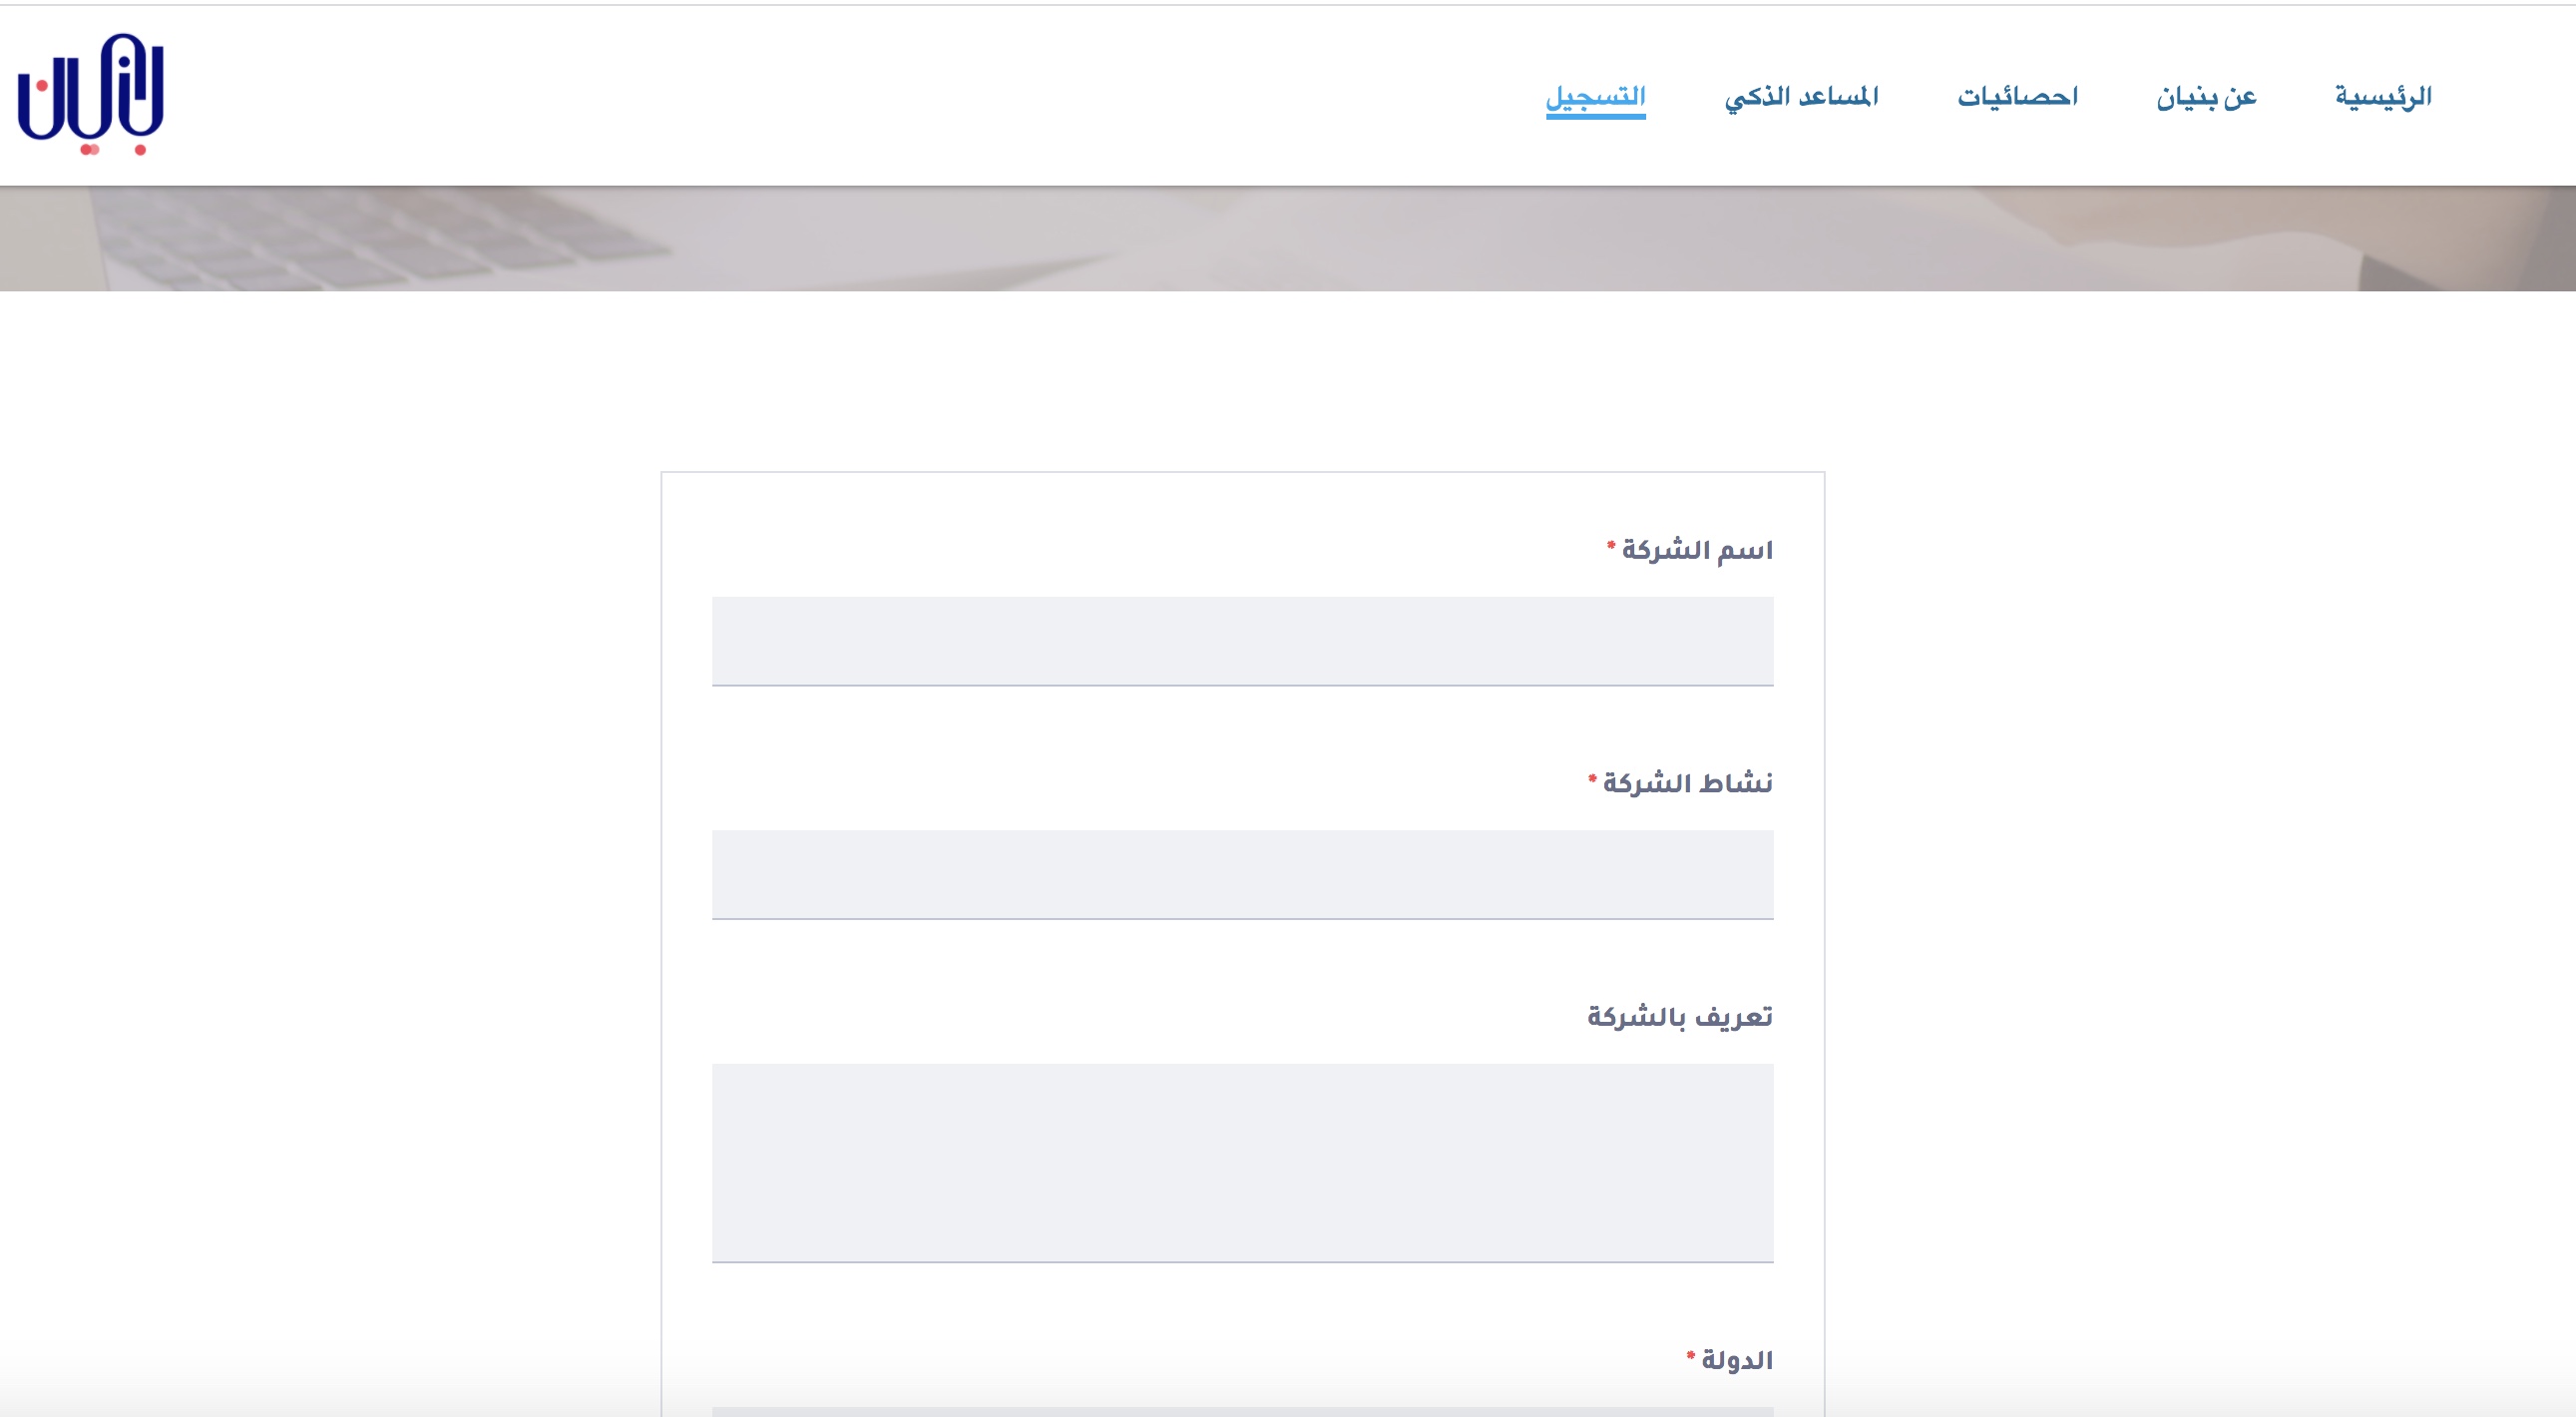 بنيان
الرئيسية عن بنيان احصائيات المساعد الذكي التسجيل
اسم الشركة *
نشاط الشركة *
تعريف بالشركة
الدولة *